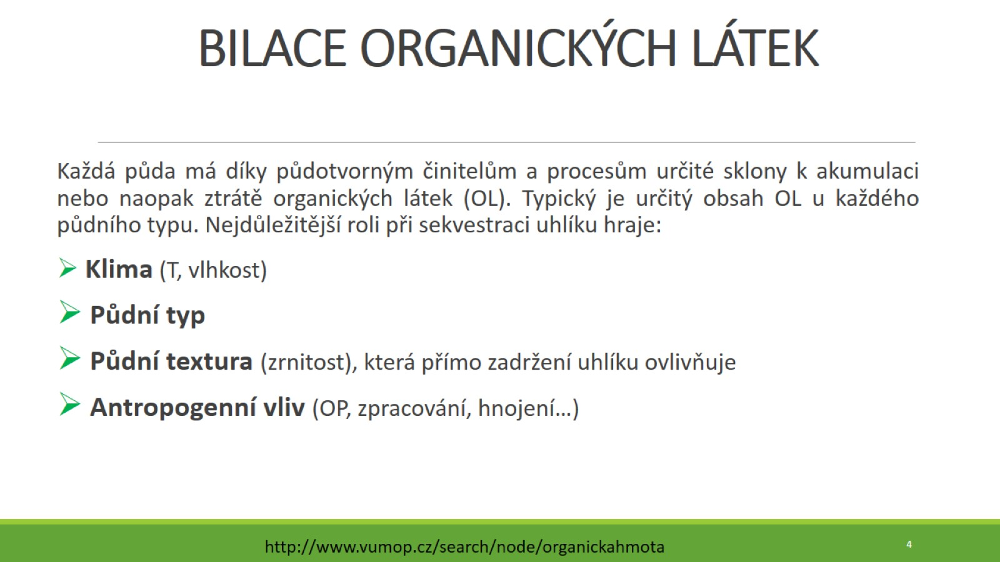 BILACE ORGANICKÝCH LÁTEK
Každá půda má díky půdotvorným činitelům a procesům určité sklony k akumulaci
nebo naopak ztrátě organických látek (OL). Typický je určitý obsah OL u každého
půdního typu. Nejdůležitější roli při sekvestraci uhlíku hraje:
Klima (T, vlhkost)
Půdní typ
Půdní textura (zrnitost), která přímo zadržení uhlíku ovlivňuje
Antropogenní vliv (OP, zpracování, hnojení…)
http://www.vumop.cz/search/node/organickahmota
4